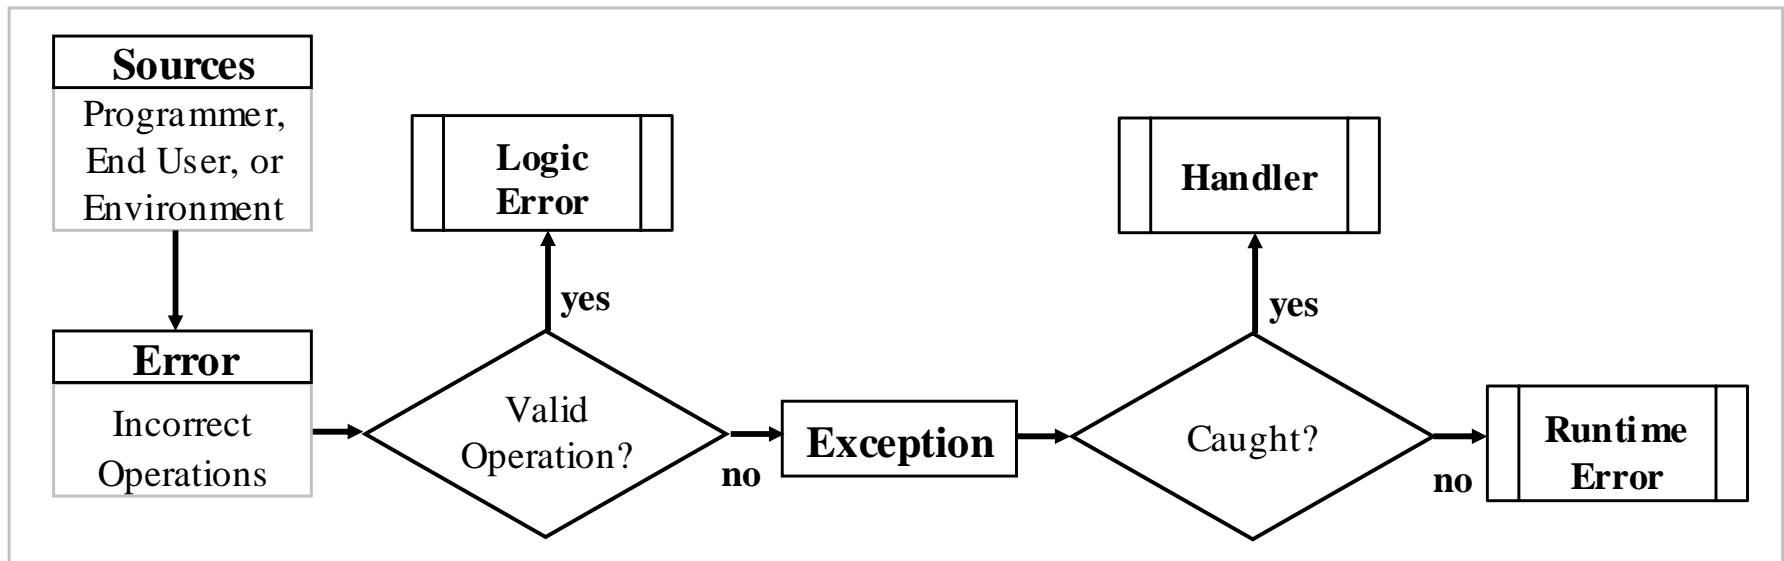 Sources
Programmer,
End User, or
Environment
Error
Incorrect
Operations
Logic
Error
yes
Valid
Operation?
no
Exception
Handler
yes
Caught?
no
Runtime
Error